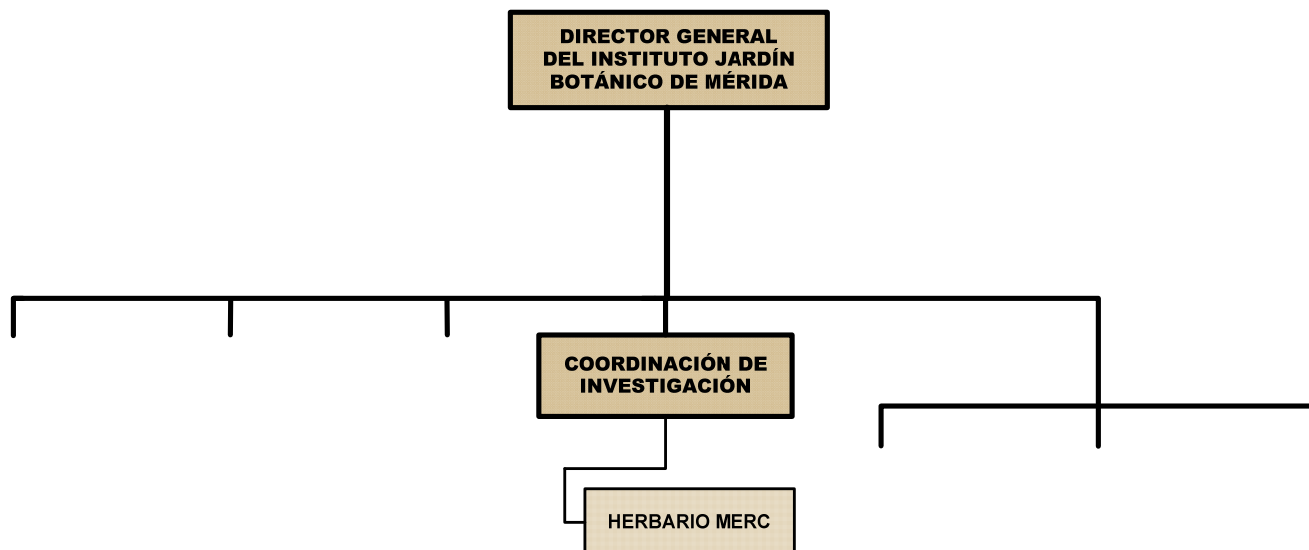 DIRECTOR GENERAL
DEL INSTITUTO JARDÍN
BOTÁNICO DE MÉRIDA
COORDINACIÓN DE
INVESTIGACIÓN
HERBARIO MERC